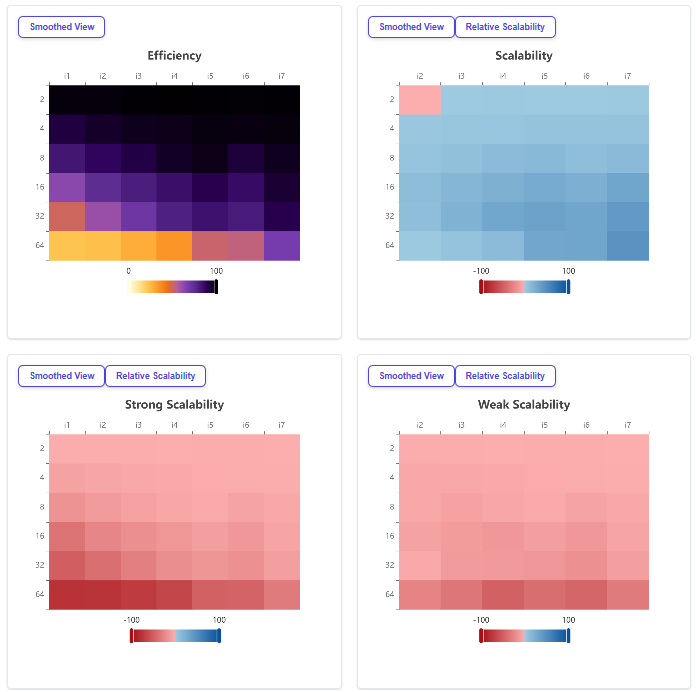 Smoothed View
Efficiency
i1 i2 i3 i4 i5 i6 i7
2
4
8
16
32
64
0 100
Smoothed View Relative Scalability
Scalability
i2 i3 i4 i5 i6 i7
2
4
8
16
32
64
-100 100
Smoothed View Relative Scalability
Strong Scalability
i1 i2 i3 i4 i5 i6 i7
2
4
8
16
32
64
-100 100
Smoothed View Relative Scalability
Weak Scalability
i2 i3 i4 i5 i6 i7
2
4
8
16
32
64
-100 100